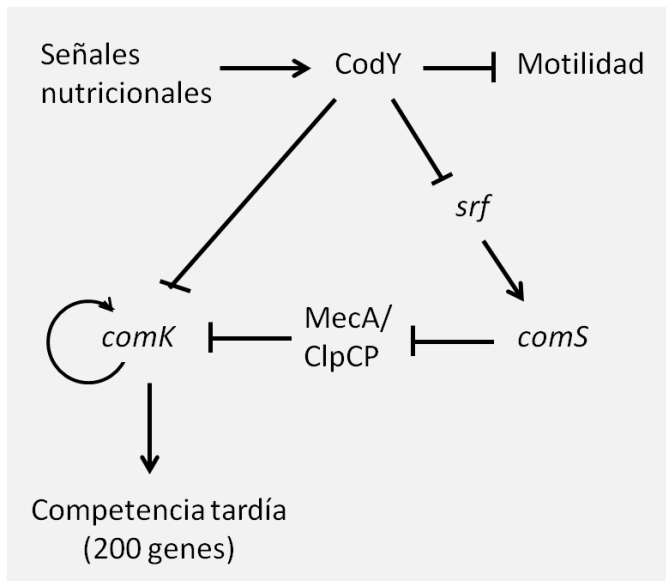 Señales
nutricionales
CodY
Motilidad
srf
comK
MecA/
ClpCP
comS
Competencia tardía
(200 genes)